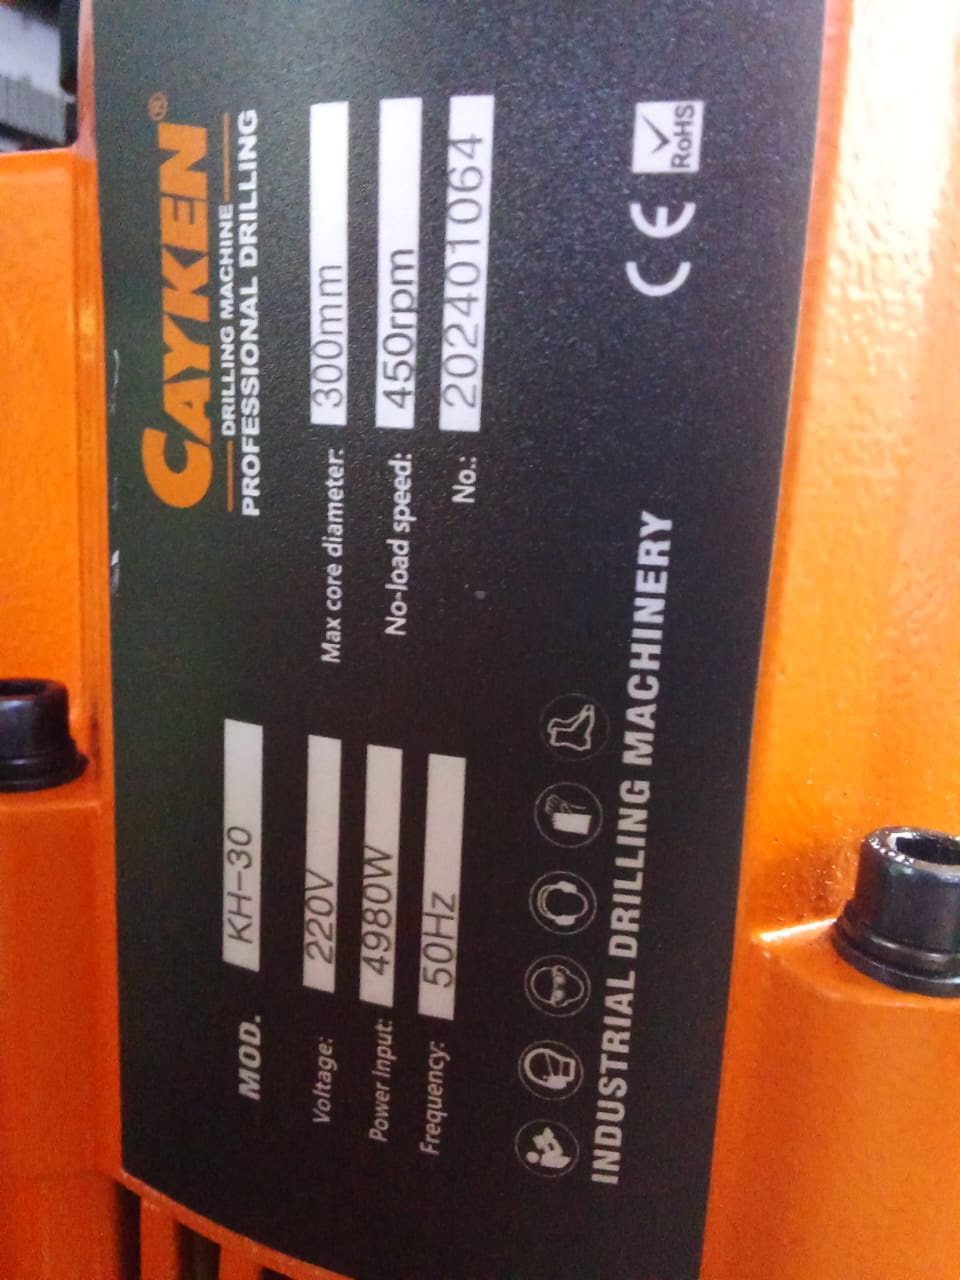 CAYKEN®
DRILLING MACHINE
PROFESSIONAL DRILLING
MOD. KH-30
Voltage: 220V
Power Input: 4980W
Frequency: 50Hz
Max core diameter: 300mm
No-load speed: 450rpm
No.: 202401064
CE RoHS
INDUSTRIAL DRILLING MACHINERY